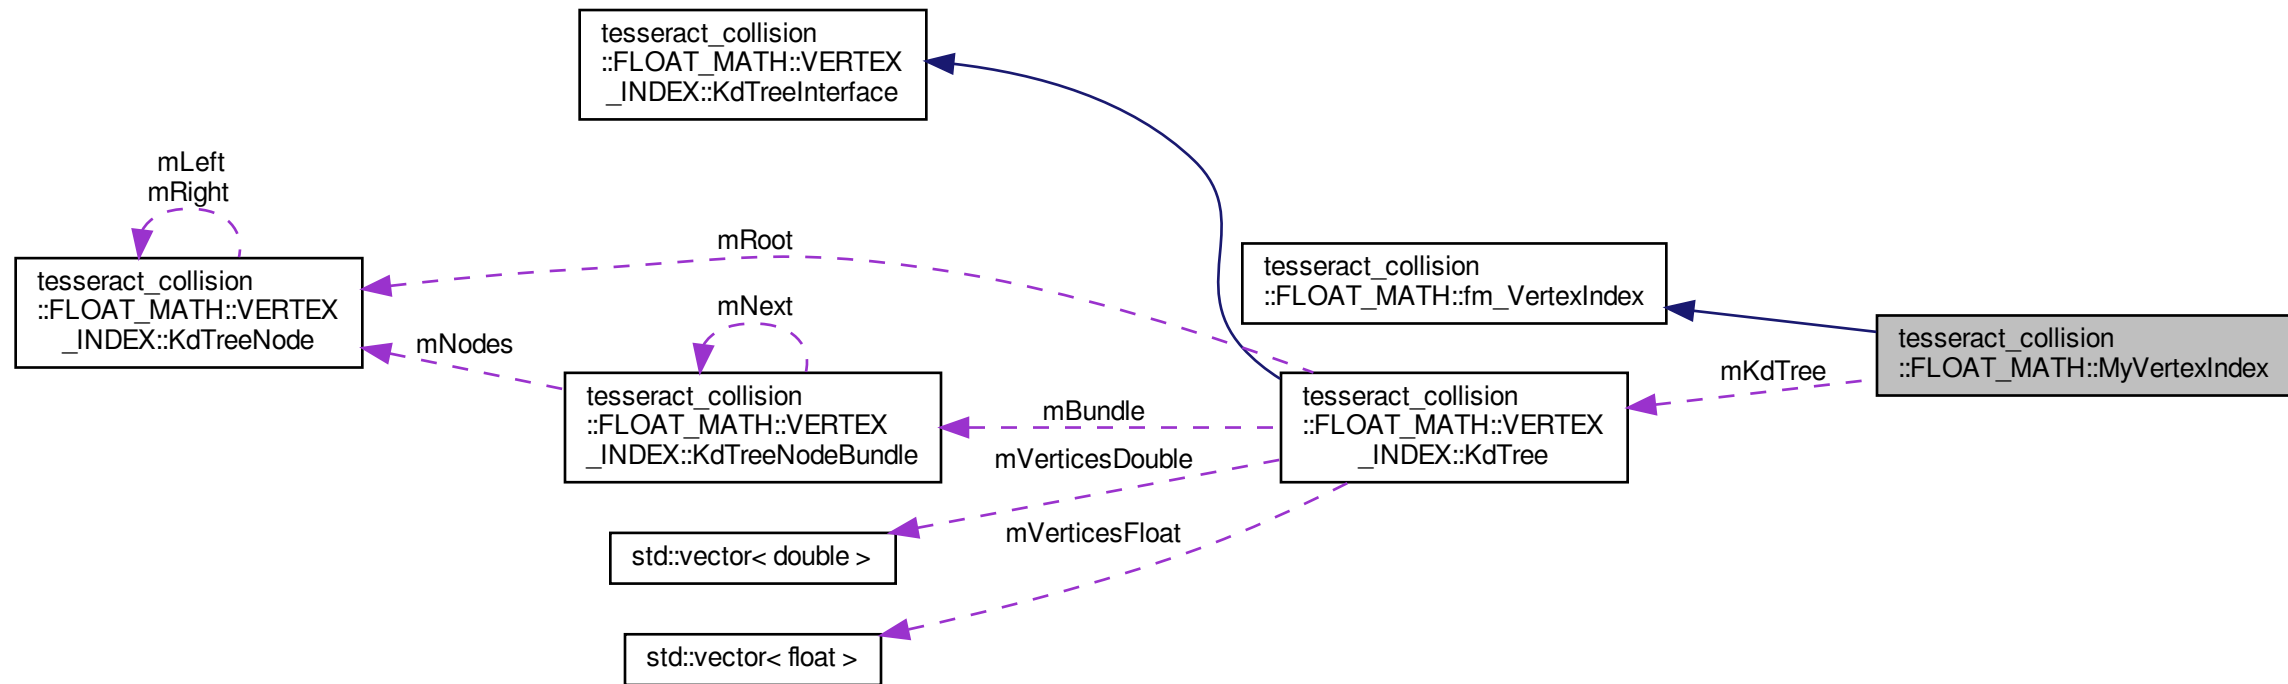 tesseract_collision
::FLOAT_MATH::VERTEX
_INDEX::KdTreeInterface
mLeft
mRight
tesseract_collision
::FLOAT_MATH::VERTEX
_INDEX::KdTreeNode
mRoot
mNext
mNodes
tesseract_collision
::FLOAT_MATH::VERTEX
_INDEX::KdTreeNodeBundle
tesseract_collision
::FLOAT_MATH::fm_VertexIndex
tesseract_collision
::FLOAT_MATH::MyVertexIndex
mKdTree
tesseract_collision
::FLOAT_MATH::VERTEX
_INDEX::KdTree
mBundle
mVerticesDouble
mVerticesFloat
std::vector< double >
std::vector< float >